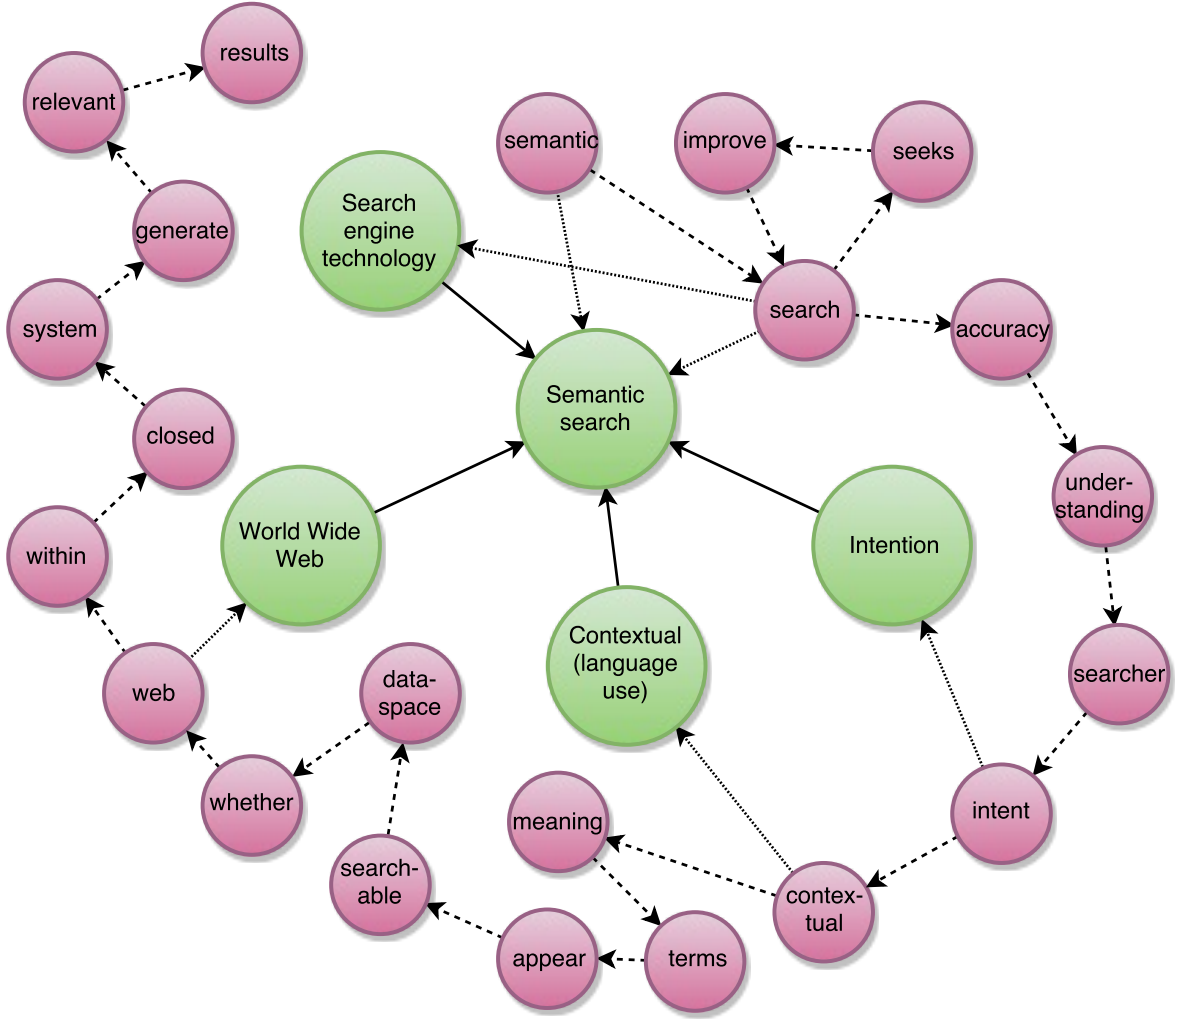 results
relevant
semantic
improve
seeks
Search
engine
technology
generate
search
system
accuracy
Semantic
search
closed
under-
standing
World Wide
Web
Intention
within
Contextual
(language
use)
searcher
web
data-
space
whether
meaning
intent
search-
able
contex-
tual
appear
terms